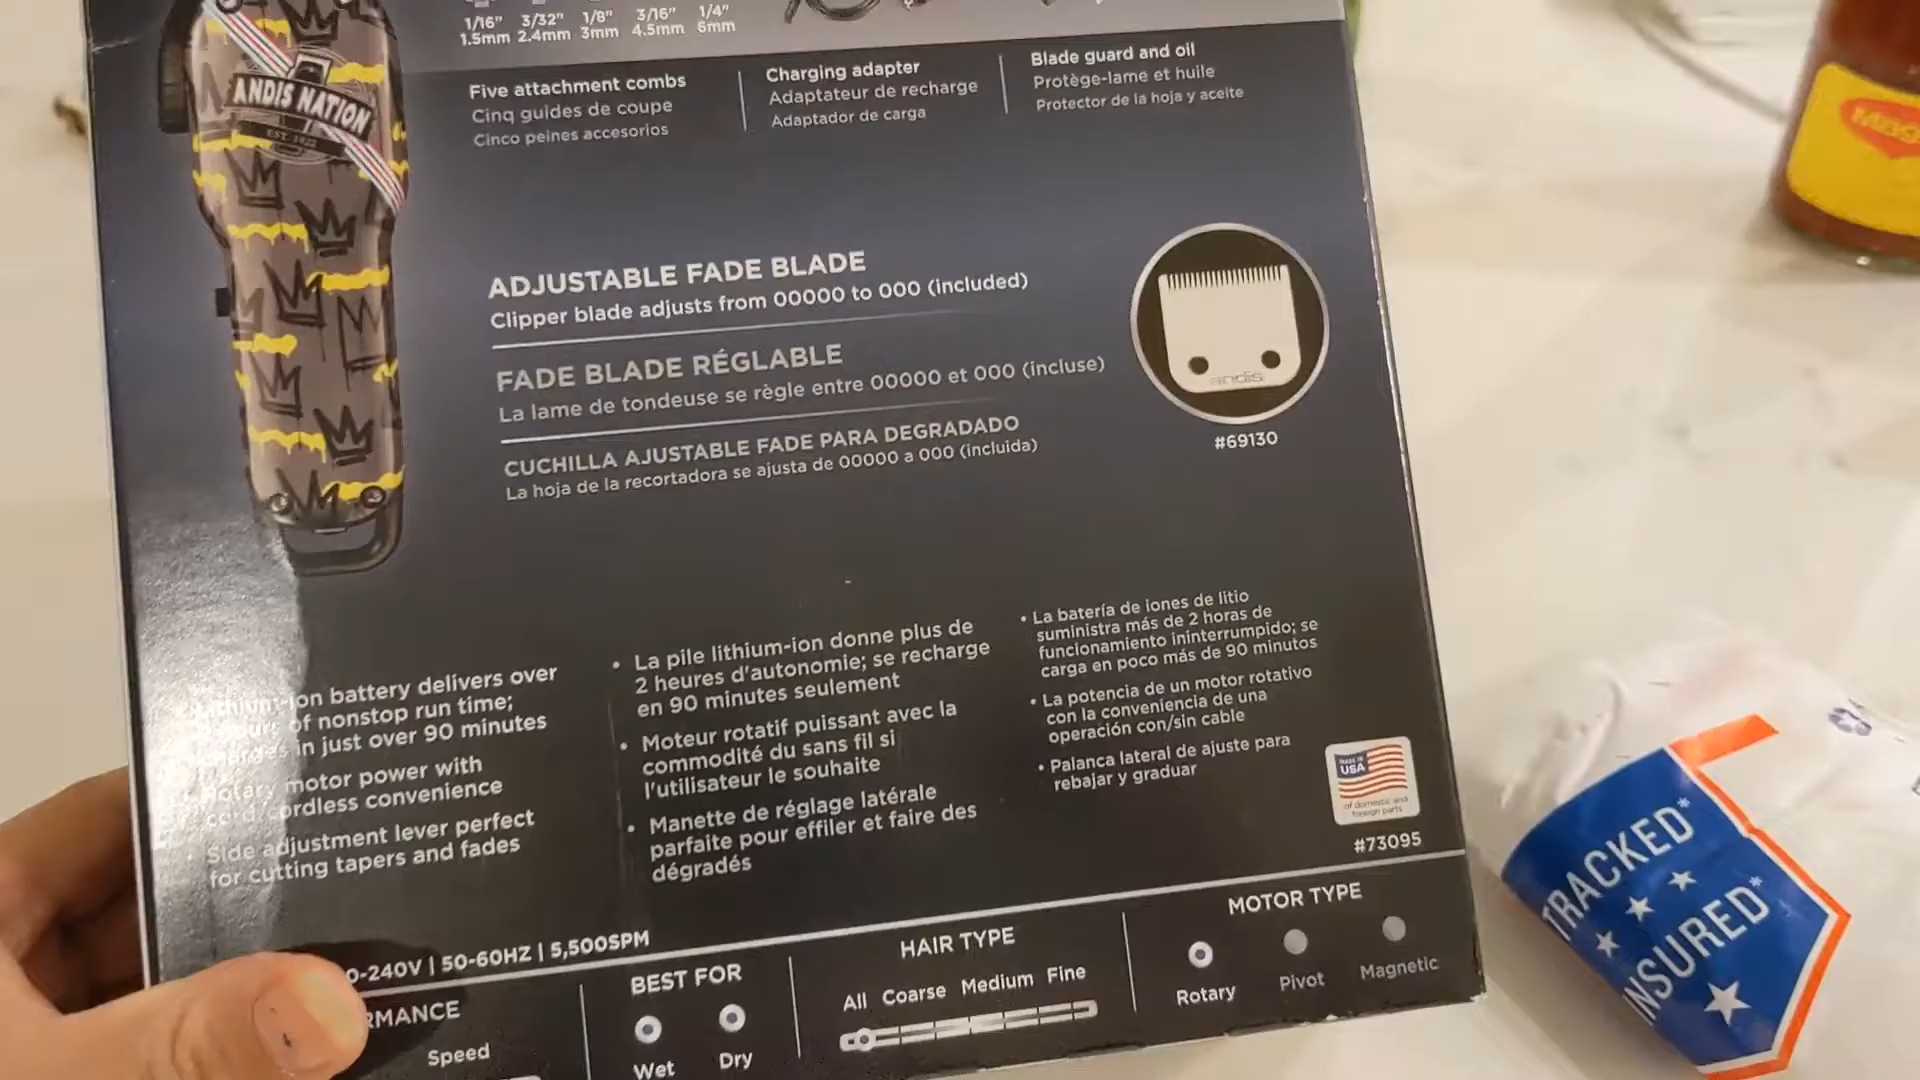 1/16" 3/32" 1/8" 3/16" 1/4"
1.5mm 2.4mm 3mm 4.5mm 6mm
Five attachment combs
Cinq guides de coupe
Cinco peines accesorios
Charging adapter
Adaptateur de recharge
Adaptador de carga
Blade guard and oil
Protège-lame et huile
Protector de la hoja y aceite
ANDIS NATION
EST. 1922
ADJUSTABLE FADE BLADE
Clipper blade adjusts from 00000 to 000 (included)
FADE BLADE RÉGLABLE
La lame de tondeuse se règle entre 00000 et 000 (incluse)
CUCHILLA AJUSTABLE FADE PARA DEGRADADO
La hoja de la recortadora se ajusta de 00000 a 000 (incluida)
andis
#69130
Lithium-ion battery delivers over
of nonstop run time;
charges in just over 90 minutes
• Rotary motor power with
cord/cordless convenience
• Side adjustment lever perfect
for cutting tapers and fades
• La pile lithium-ion donne plus de
2 heures d'autonomie; se recharge
en 90 minutes seulement
• Moteur rotatif puissant avec la
commodité du sans fil si
l'utilisateur le souhaite
• Manette de réglage latérale
parfaite pour effiler et faire des
dégradés
• La batería de iones de litio
suministra más de 2 horas de
funcionamiento ininterrumpido; se
carga en poco más de 90 minutos
• La potencia de un motor rotativo
con la conveniencia de una
operación con/sin cable
• Palanca lateral de ajuste para
rebajar y graduar
MADE IN
USA
of domestic and
foreign parts
#73095
0-240V | 50-60HZ | 5,500SPM
RMANCE
Speed
BEST FOR
Wet Dry
HAIR TYPE
All Coarse Medium Fine
MOTOR TYPE
Rotary Pivot Magnetic
TRACKED*
INSURED*
Mag